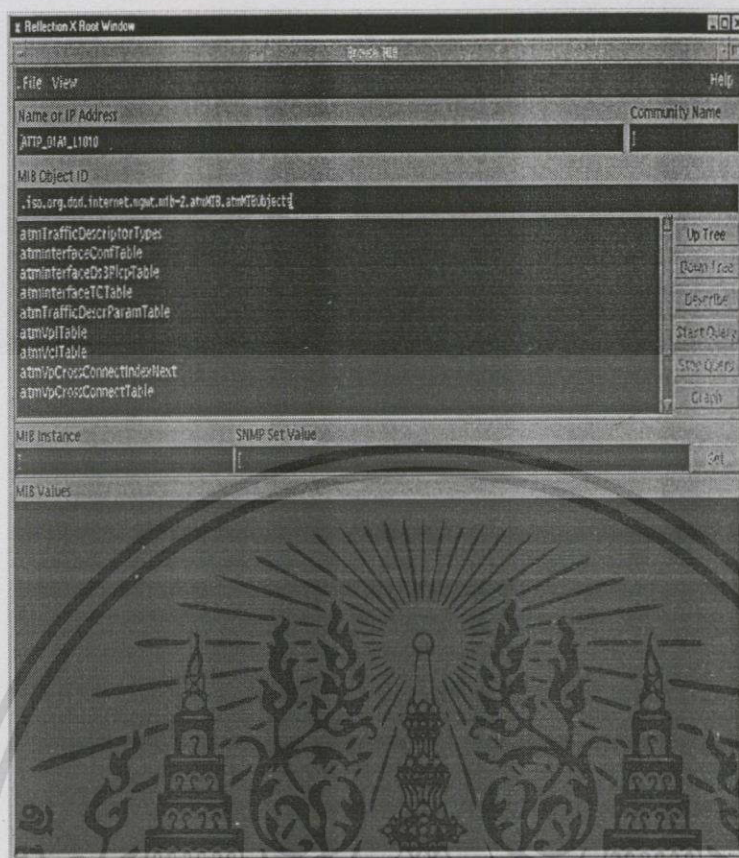 Reflection X Root Window
Browse MIB
File View Help
Name or IP Address Community Name
ATTP_01A1_L1010
MIB Object ID
.iso.org.dod.internet.mgmt.mib-2.atmMIB.atmMIBObjects
atmTrafficDescriptorTypes
atmInterfaceConfTable
atmInterfaceDs3PlcpTable
atmInterfaceTCTable
atmTrafficDescrParamTable
atmVplTable
atmVclTable
atmVpCrossConnectIndexNext
atmVpCrossConnectTable
Up Tree
Down Tree
Describe
Start Query
Stop Query
Graph
MIB Instance SNMP Set Value
Set
MIB Values